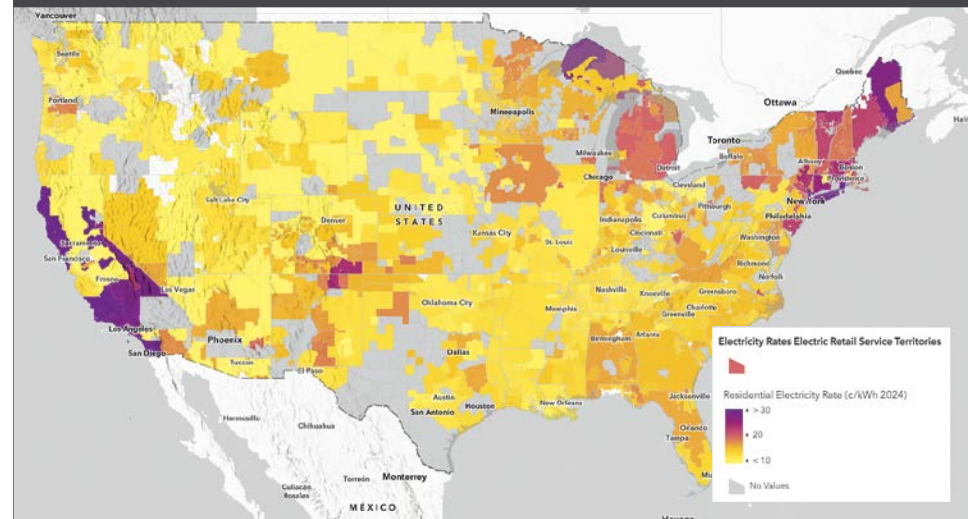 Vancouver
Seattle
Portland
Quebec
Ottawa
Minneapolis
Toronto
Buffalo
Albany
Boston
Providence
Milwaukee
Detroit
Chicago
Cleveland
New York
Salt Lake City
Denver
UNITED
STATES
Pittsburgh
Philadelphia
Indianapolis
Columbus
Cincinnati
Washington
Kansas City
St. Louis
Louisville
Sacramento
San Francisco
Fresno
Las Vegas
Richmond
Norfolk
Nashville
Knoxville
Greensboro
Charlotte
Greenville
Oklahoma City
Memphis
Los Angeles
Phoenix
San Diego
Tucson
El Paso
Dallas
Birmingham
Atlanta
Austin
San Antonio
Houston
New Orleans
Jacksonville
Orlando
Tampa
Hermosillo
Chihuahua
Torreón
Monterrey
Culiacán
Rosales
MÉXICO
Electricity Rates Electric Retail Service Territories
Residential Electricity Rate (c/kWh 2024)
> 30
20
< 10
No Values